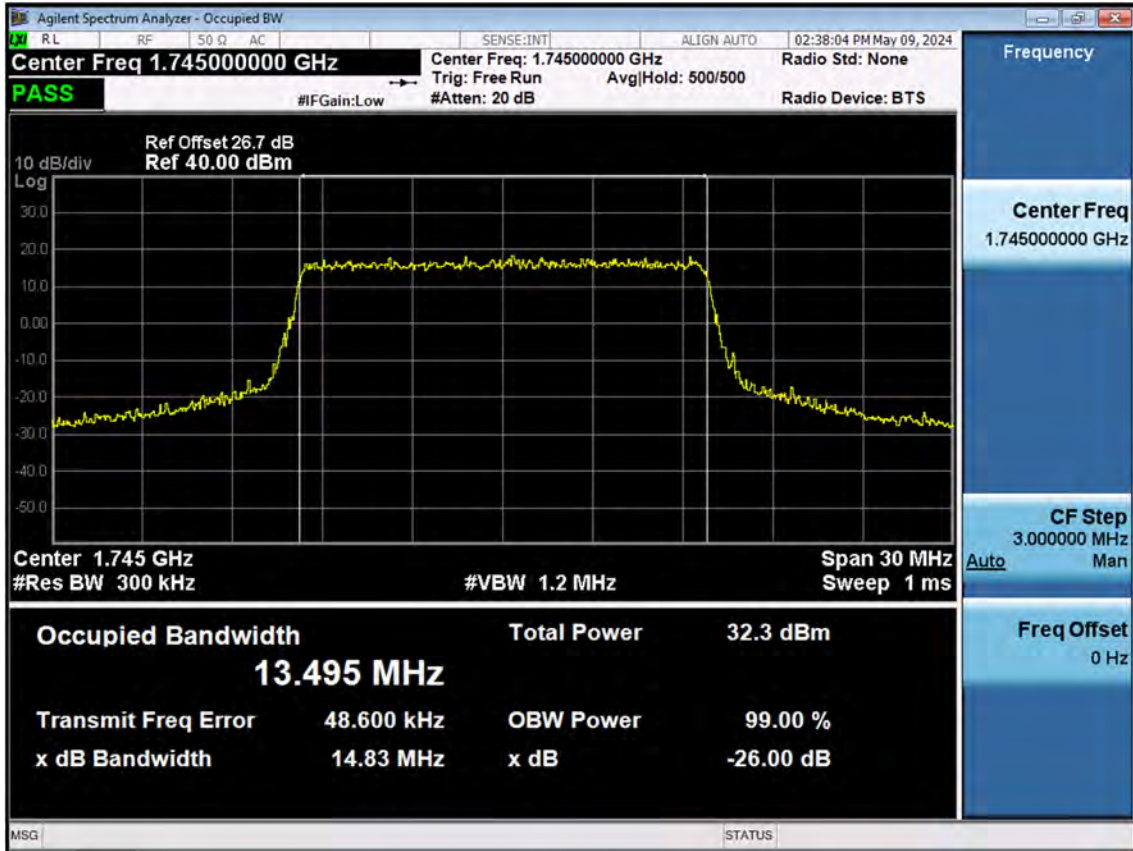 Agilent Spectrum Analyzer - Occupied BW
LXI RL RF 50 Ω AC SENSE:INT ALIGN AUTO 02:38:04 PM May 09, 2024
Center Freq 1.745000000 GHz
Center Freq: 1.745000000 GHz
Radio Std: None
Trig: Free Run Avg|Hold: 500/500
PASS
#IFGain:Low
#Atten: 20 dB
Radio Device: BTS
Ref Offset 26.7 dB
10 dB/div Ref 40.00 dBm
Log
30.0
20.0
10.0
0.00
-10.0
-20.0
-30.0
-40.0
-50.0
Center 1.745 GHz Span 30 MHz
#Res BW 300 kHz #VBW 1.2 MHz Sweep 1 ms
Occupied Bandwidth Total Power 32.3 dBm
13.495 MHz
Transmit Freq Error 48.600 kHz OBW Power 99.00 %
x dB Bandwidth 14.83 MHz x dB -26.00 dB
MSG STATUS
Frequency
Center Freq
1.745000000 GHz
CF Step
3.000000 MHz
Auto Man
Freq Offset
0 Hz